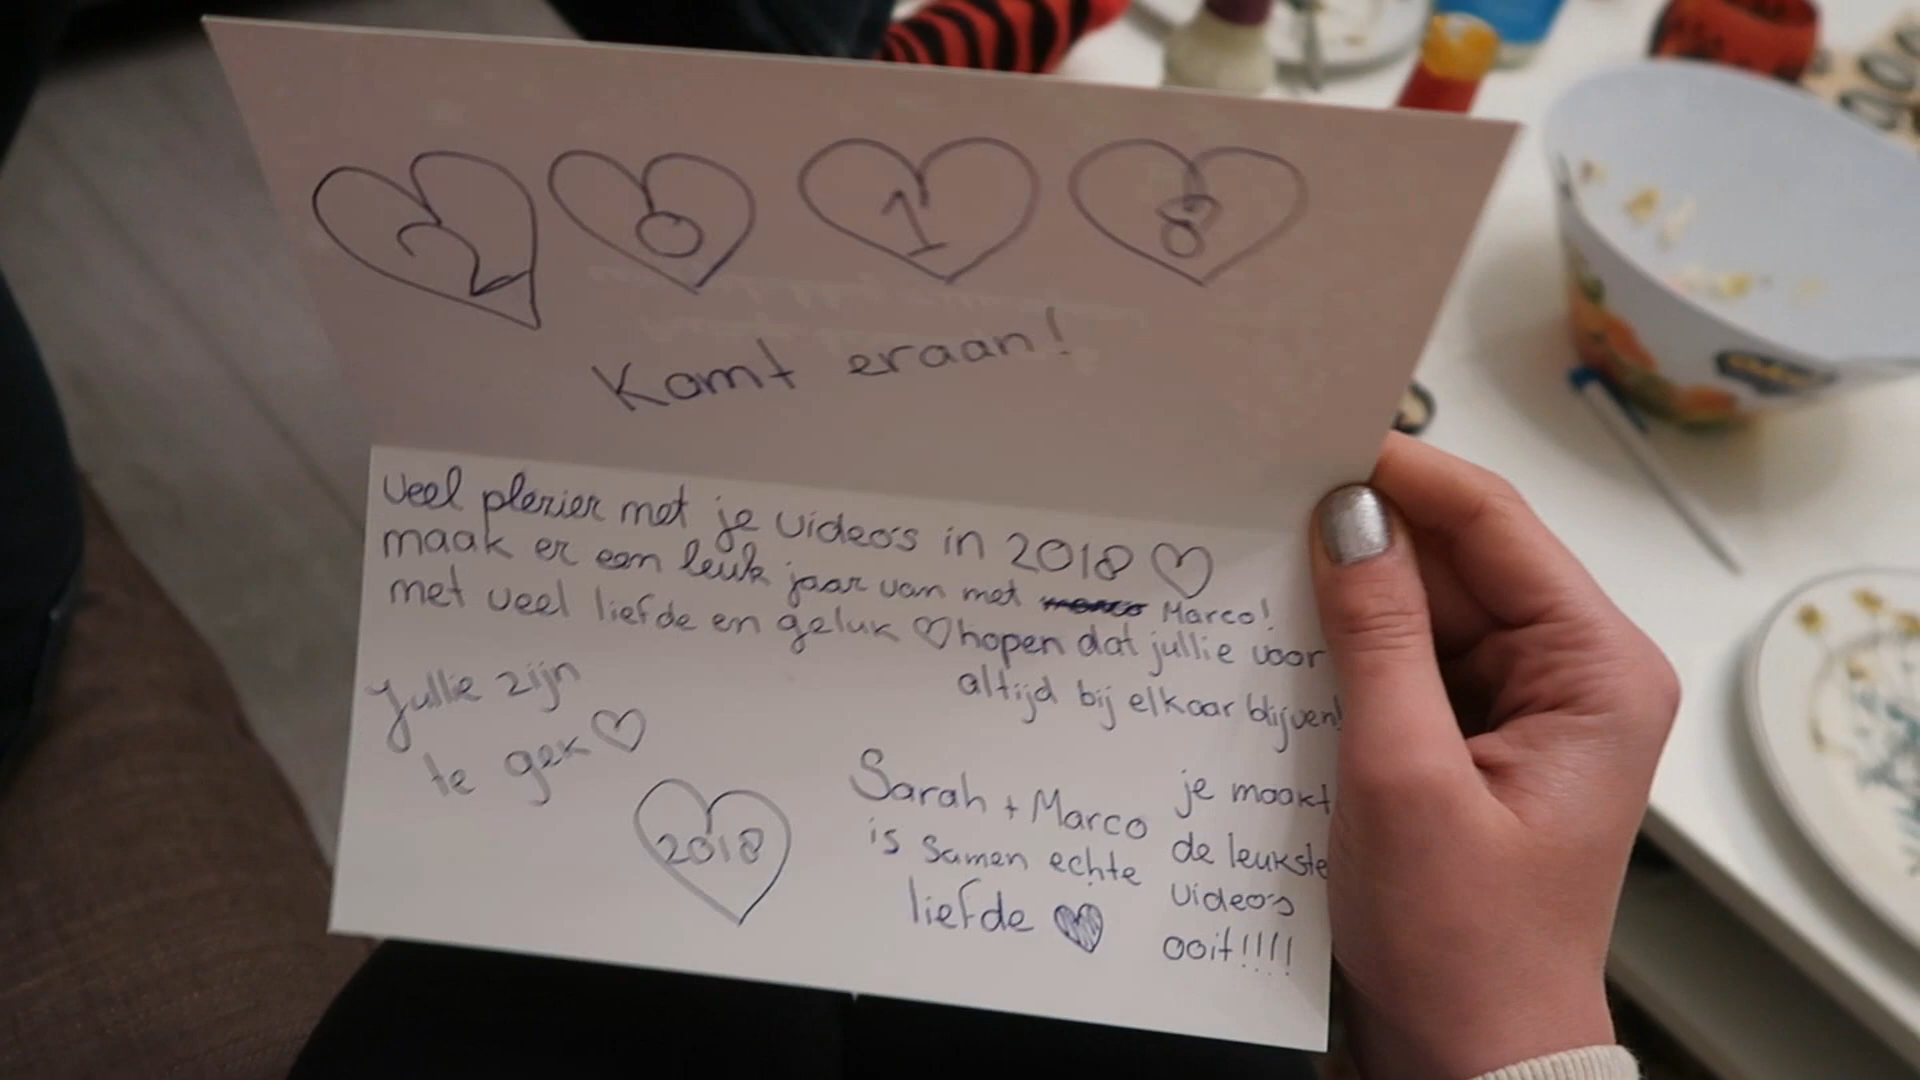 2 0 1 8
Komt eraan!
Veel plezier met je video's in 2018 ♡
maak er een leuk jaar van met Marco!
met veel liefde en geluk ♡ hopen dat jullie voor
altijd bij elkaar blijven!
Jullie zijn
te gek ♡
2018
Sarah + Marco
is samen echte
liefde ♡
je maakt
de leukste
video's
ooit!!!!